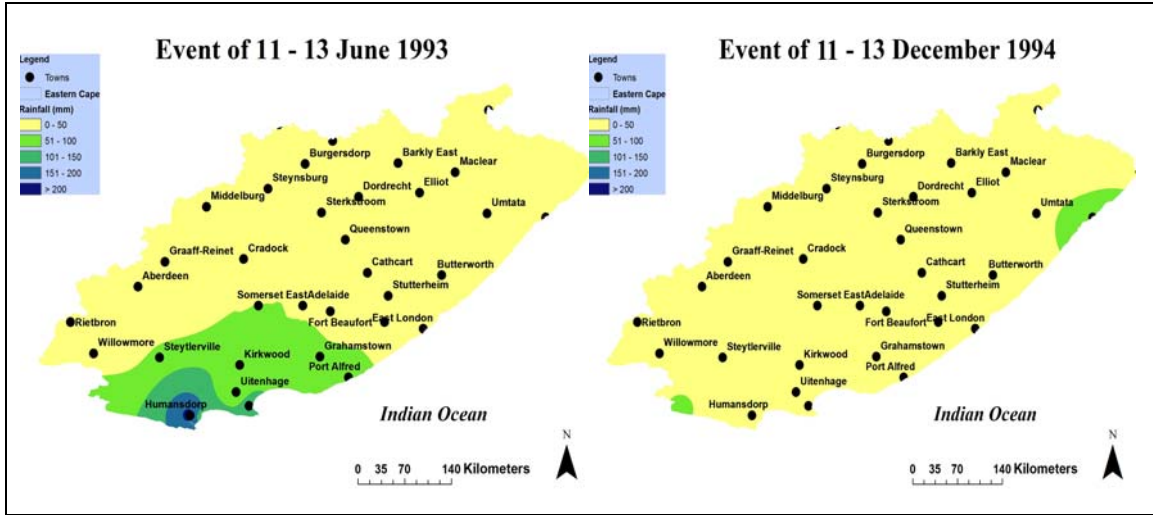 Event of 11 - 13 June 1993
Legend
Towns
Eastern Cape
Rainfall (mm)
0 - 50
51 - 100
101 - 150
151 - 200
> 200
Burgersdorp
Barkly East
Maclear
Steynsburg
Dordrecht
Elliot
Middelburg
Sterkstroom
Umtata
Queenstown
Graaff-Reinet
Cradock
Cathcart
Butterworth
Aberdeen
Stutterheim
Somerset East
Adelaide
Rietbron
Fort Beaufort
East London
Willowmore
Steytlerville
Grahamstown
Kirkwood
Port Alfred
Uitenhage
Humansdorp
Indian Ocean
N
0 35 70 140 Kilometers
Event of 11 - 13 December 1994
Legend
Towns
Eastern Cape
Rainfall (mm)
0 - 50
51 - 100
101 - 150
151 - 200
> 200
Burgersdorp
Barkly East
Maclear
Steynsburg
Dordrecht
Elliot
Middelburg
Sterkstroom
Umtata
Queenstown
Graaff-Reinet
Cradock
Cathcart
Butterworth
Aberdeen
Stutterheim
Somerset East
Adelaide
Rietbron
Fort Beaufort
East London
Willowmore
Steytlerville
Grahamstown
Kirkwood
Port Alfred
Uitenhage
Humansdorp
Indian Ocean
N
0 35 70 140 Kilometers